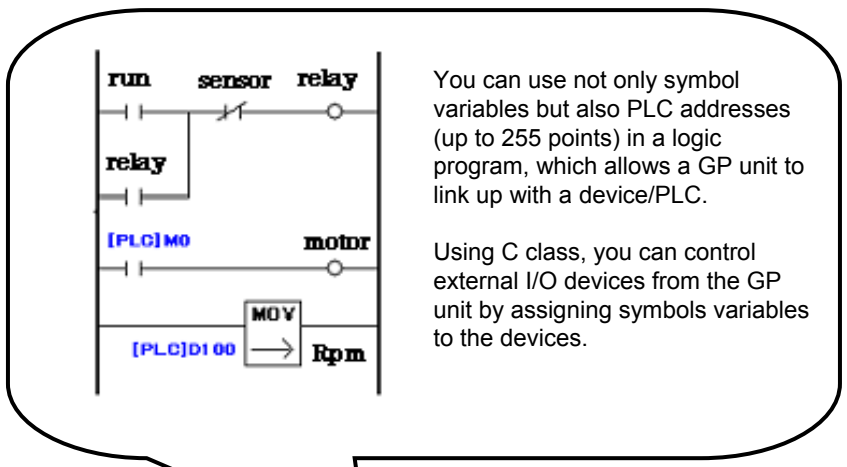 run sensor relay
relay
[PLC]M0 motor
MOV
[PLC]D100 Rpm
You can use not only symbol
variables but also PLC addresses
(up to 255 points) in a logic
program, which allows a GP unit to
link up with a device/PLC.
Using C class, you can control
external I/O devices from the GP
unit by assigning symbols variables
to the devices.